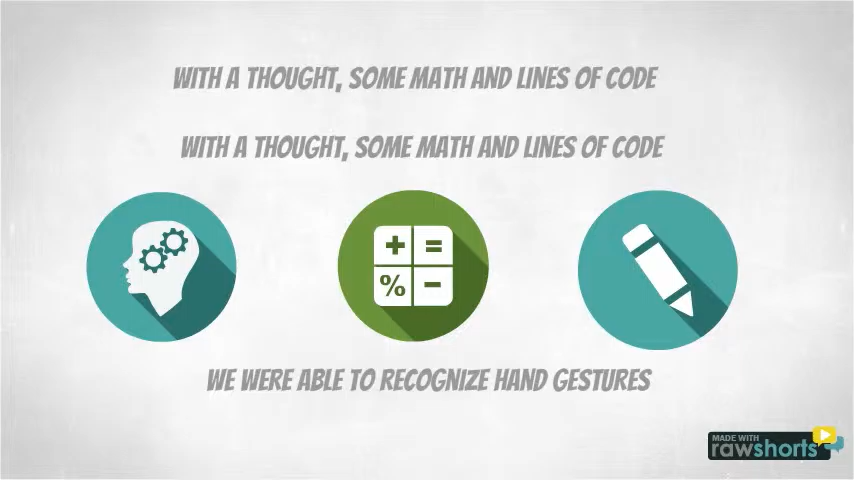 WITH A THOUGHT, SOME MATH AND LINES OF CODE
WITH A THOUGHT, SOME MATH AND LINES OF CODE
+ =
% -
WE WERE ABLE TO RECOGNIZE HAND GESTURES
MADE WITH
rawshorts